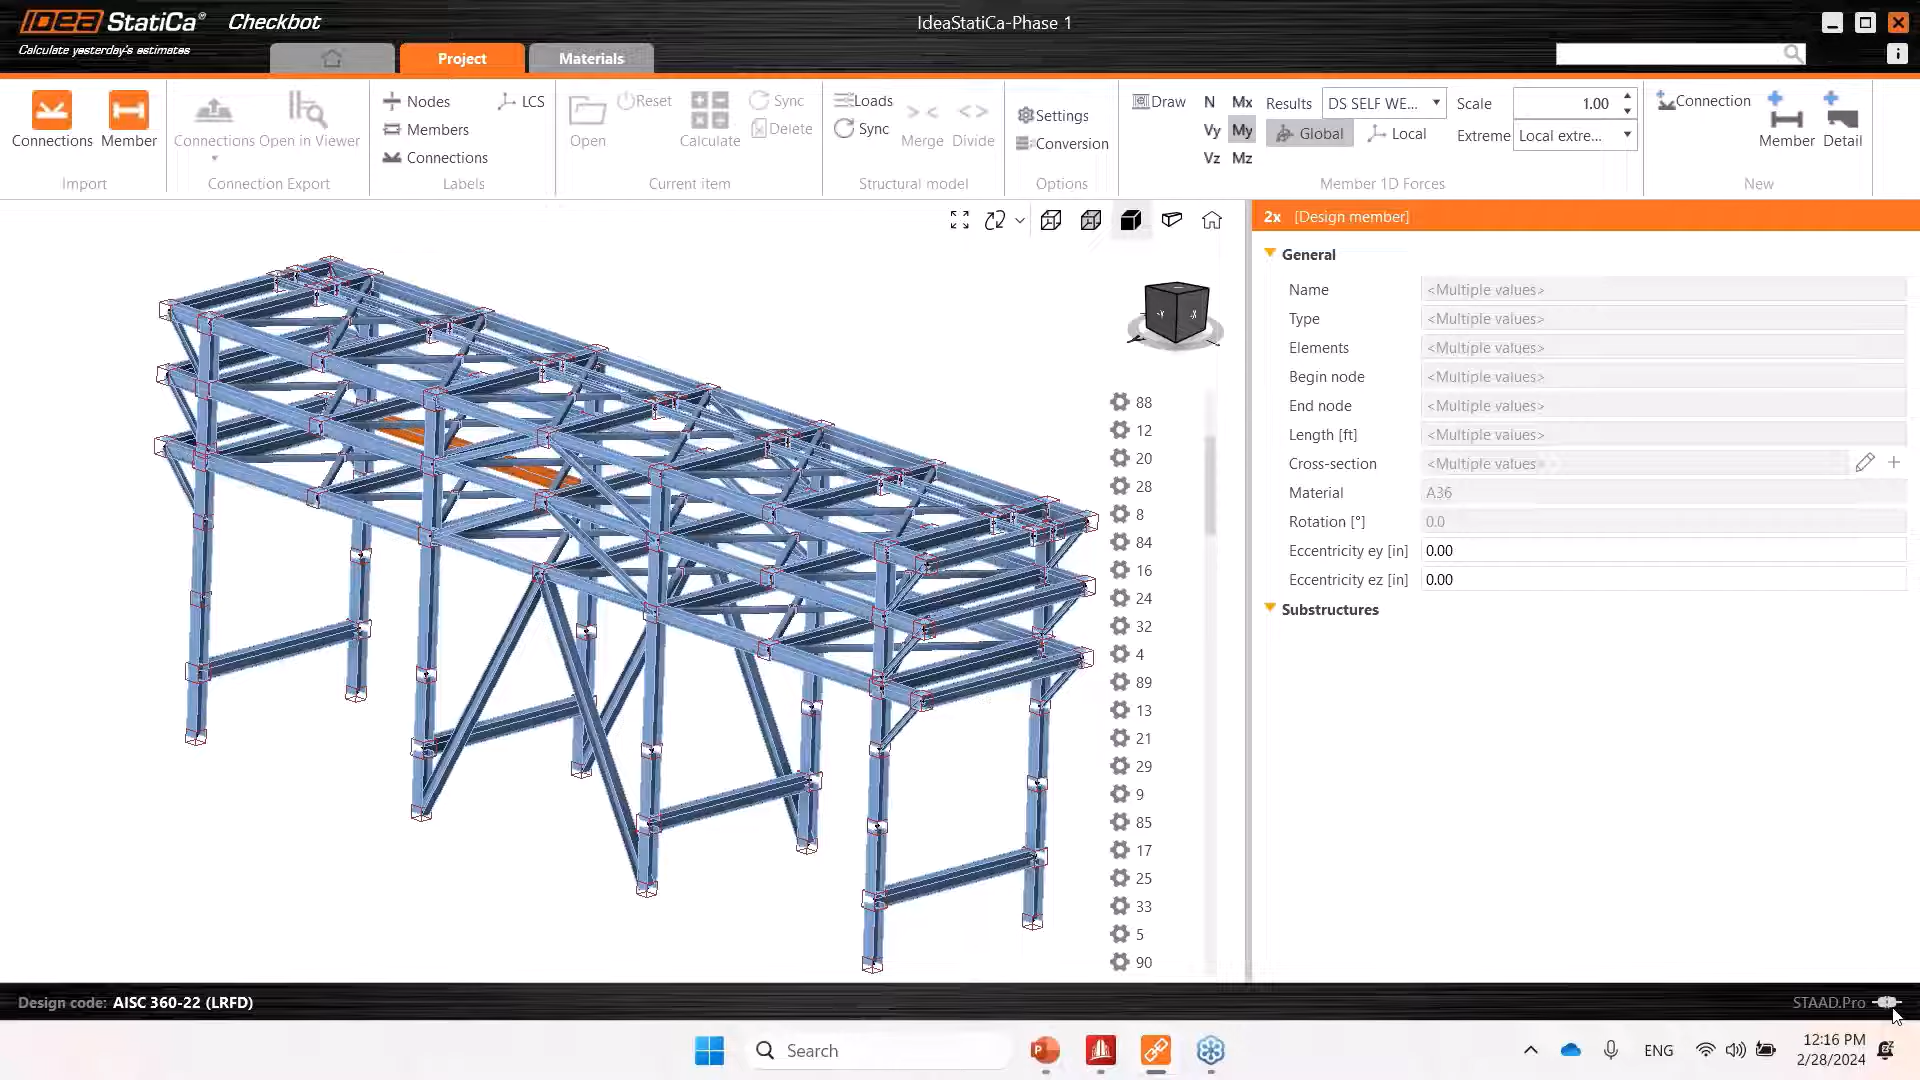 IDEA StatiCa® Checkbot
Calculate yesterday's estimates
IdeaStatiCa-Phase 1
Project
Materials
Connections
Member
Import
Connections
Open in Viewer
Connection Export
Nodes
LCS
Members
Connections
Labels
Open
Reset
Calculate
Sync
Delete
Current item
Loads
Sync
Merge
Divide
Structural model
Settings
Conversion
Options
Draw
N
Mx
Vy
My
Vz
Mz
Results
DS SELF WE...
Global
Local
Scale
1.00
Extreme
Local extre...
Member 1D Forces
Connection
Member
Detail
New
2x [Design member]
General
Name <Multiple values>
Type <Multiple values>
Elements <Multiple values>
Begin node <Multiple values>
End node <Multiple values>
Length [ft] <Multiple values>
Cross-section <Multiple values
Material A36
Rotation [°] 0.0
Eccentricity ey [in] 0.00
Eccentricity ez [in] 0.00
Substructures
-Y
-X
88
12
20
28
8
84
16
24
32
4
89
13
21
29
9
85
17
25
33
5
90
Design code: AISC 360-22 (LRFD)
STAAD.Pro
Search
ENG
12:16 PM
2/28/2024